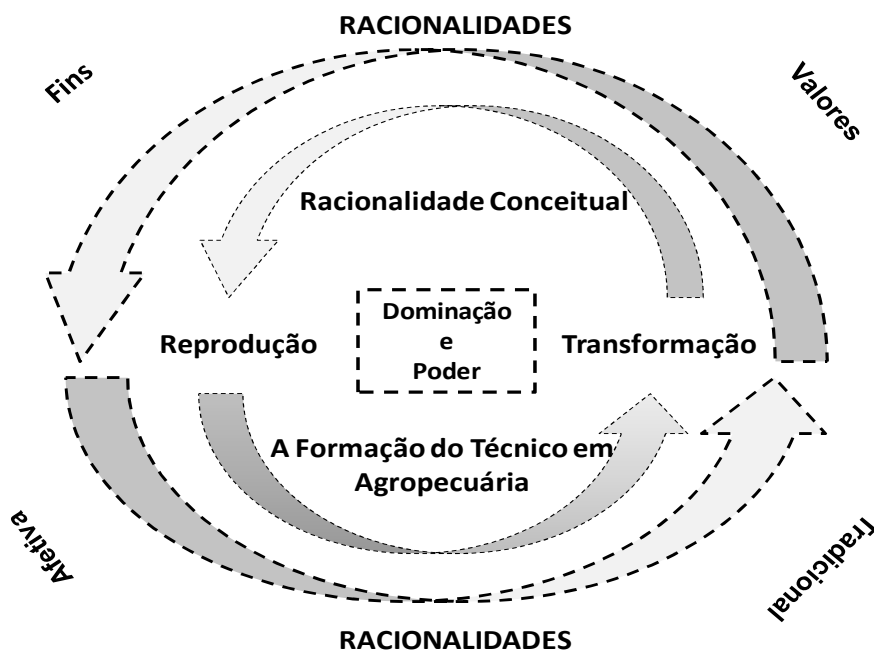 RACIONALIDADES
Fins
Valores
Racionalidade Conceitual
Dominação
e
Poder
Reprodução
Transformação
A Formação do Técnico em
Agropecuária
Afetiva
Tradicional
RACIONALIDADES